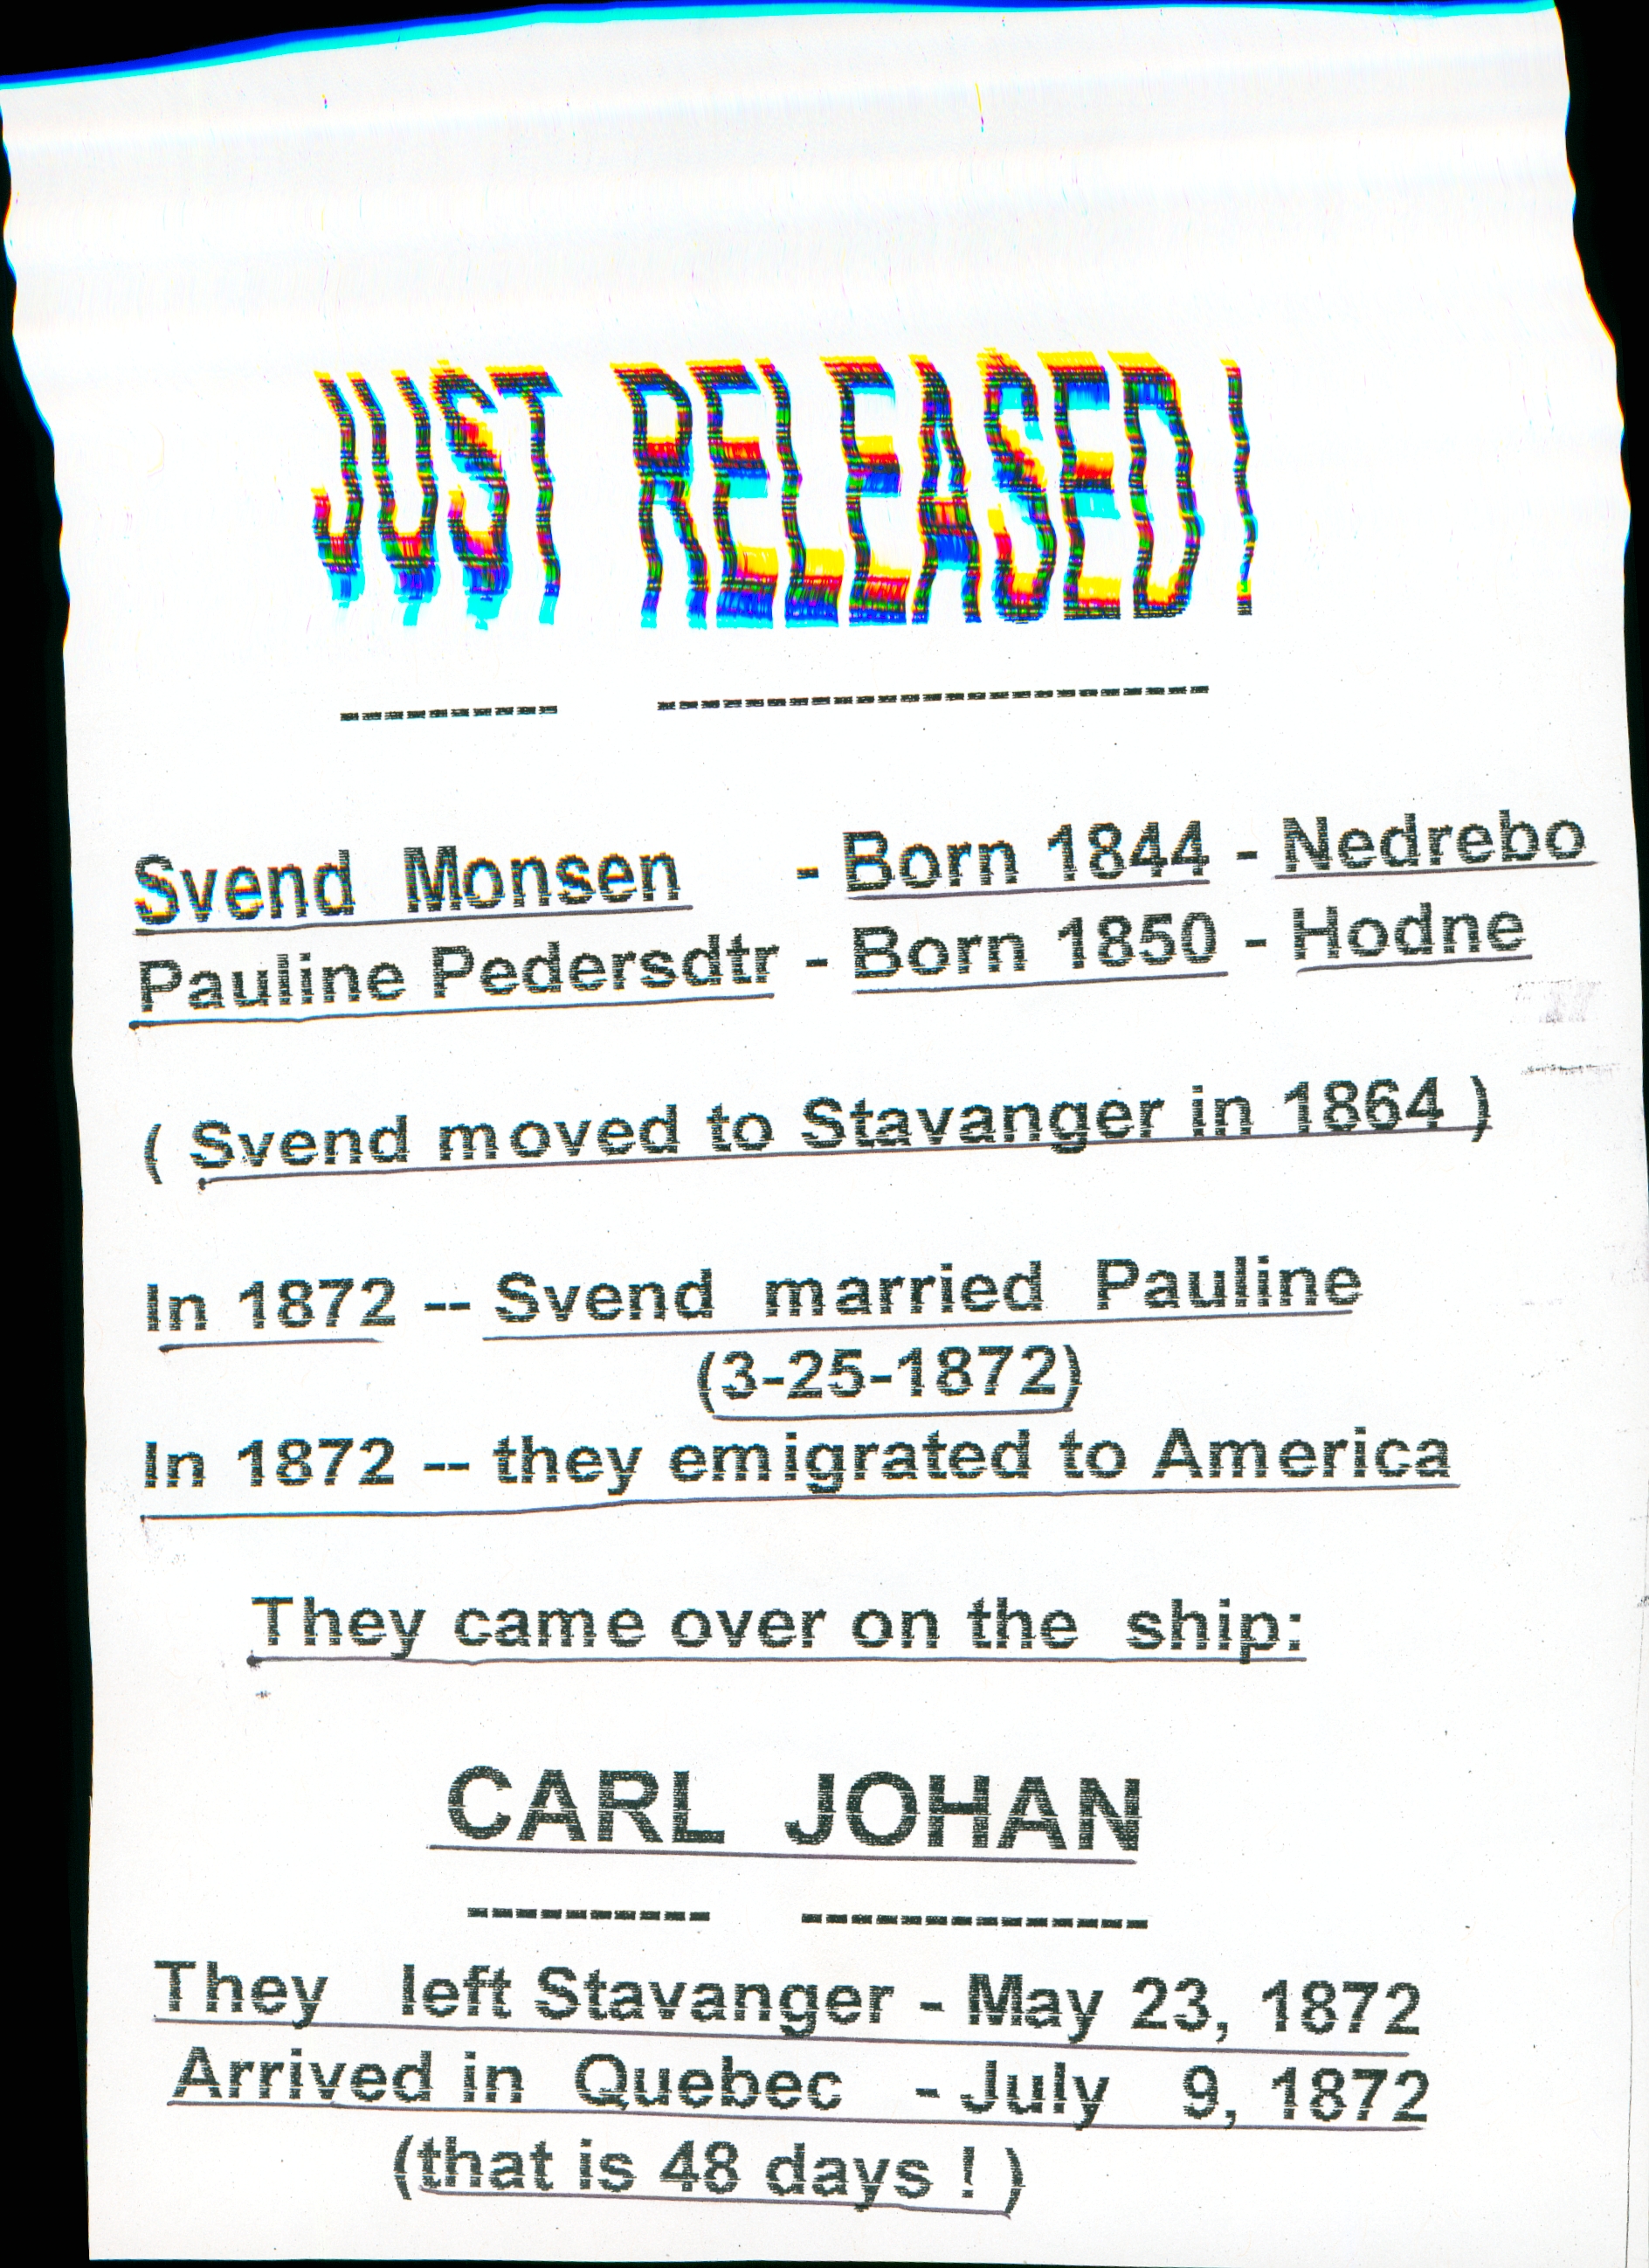 JUST RELEASED !
---------- -------------------------
Svend Monsen - Born 1844 - Nedrebo
Pauline Pedersdtr - Born 1850 - Hodne
( Svend moved to Stavanger in 1864 )
In 1872 -- Svend married Pauline
(3-25-1872)
In 1872 -- they emigrated to America
They came over on the ship:
CARL JOHAN
---------- --------------
They left Stavanger - May 23, 1872
Arrived in Quebec - July 9, 1872
(that is 48 days ! )